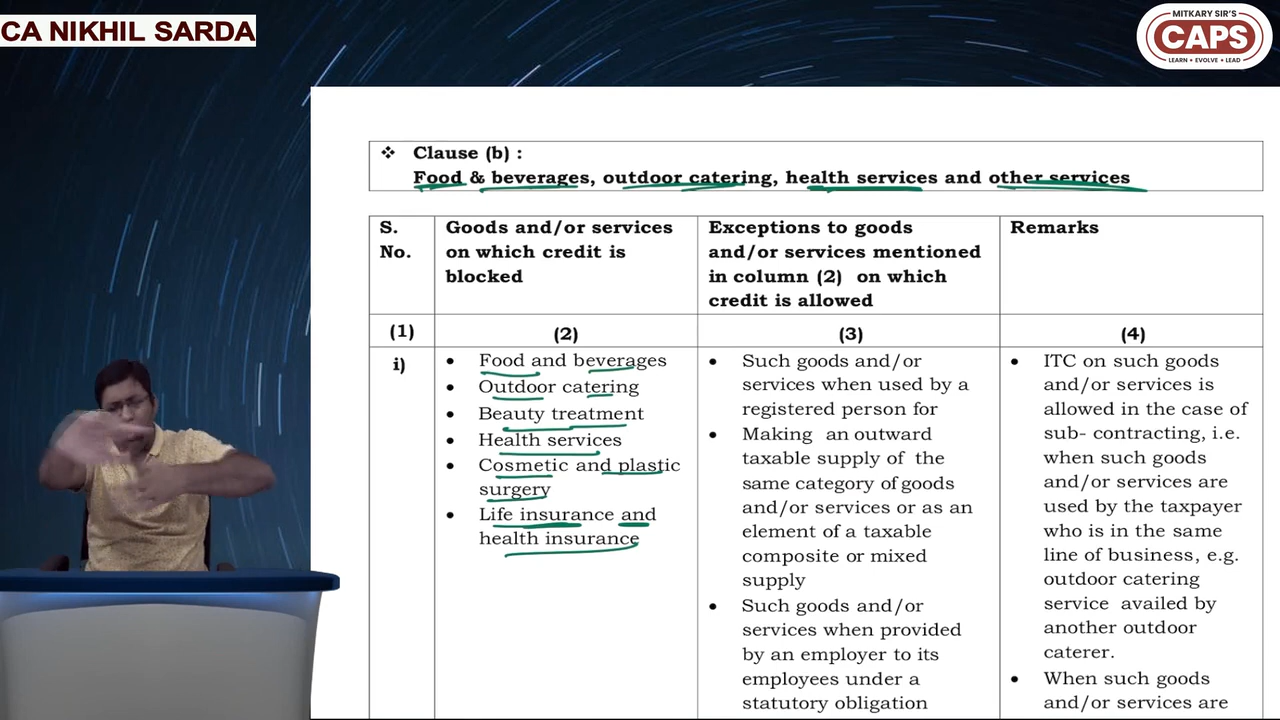 CA NIKHIL SARDA
MITKARY SIR'S
CAPS
LEARN • EVOLVE • LEAD
❖ Clause (b) :
Food & beverages, outdoor catering, health services and other services
S.
No.
Goods and/or services
on which credit is
blocked
Exceptions to goods
and/or services mentioned
in column (2) on which
credit is allowed
Remarks
(1)
(2)
(3)
(4)
i)
• Food and beverages
• Outdoor catering
• Beauty treatment
• Health services
• Cosmetic and plastic
surgery
• Life insurance and
health insurance
• Such goods and/or
services when used by a
registered person for
• Making an outward
taxable supply of the
same category of goods
and/or services or as an
element of a taxable
composite or mixed
supply
• Such goods and/or
services when provided
by an employer to its
employees under a
statutory obligation
• ITC on such goods
and/or services is
allowed in the case of
sub- contracting, i.e.
when such goods
and/or services are
used by the taxpayer
who is in the same
line of business, e.g.
outdoor catering
service availed by
another outdoor
caterer.
• When such goods
and/or services are